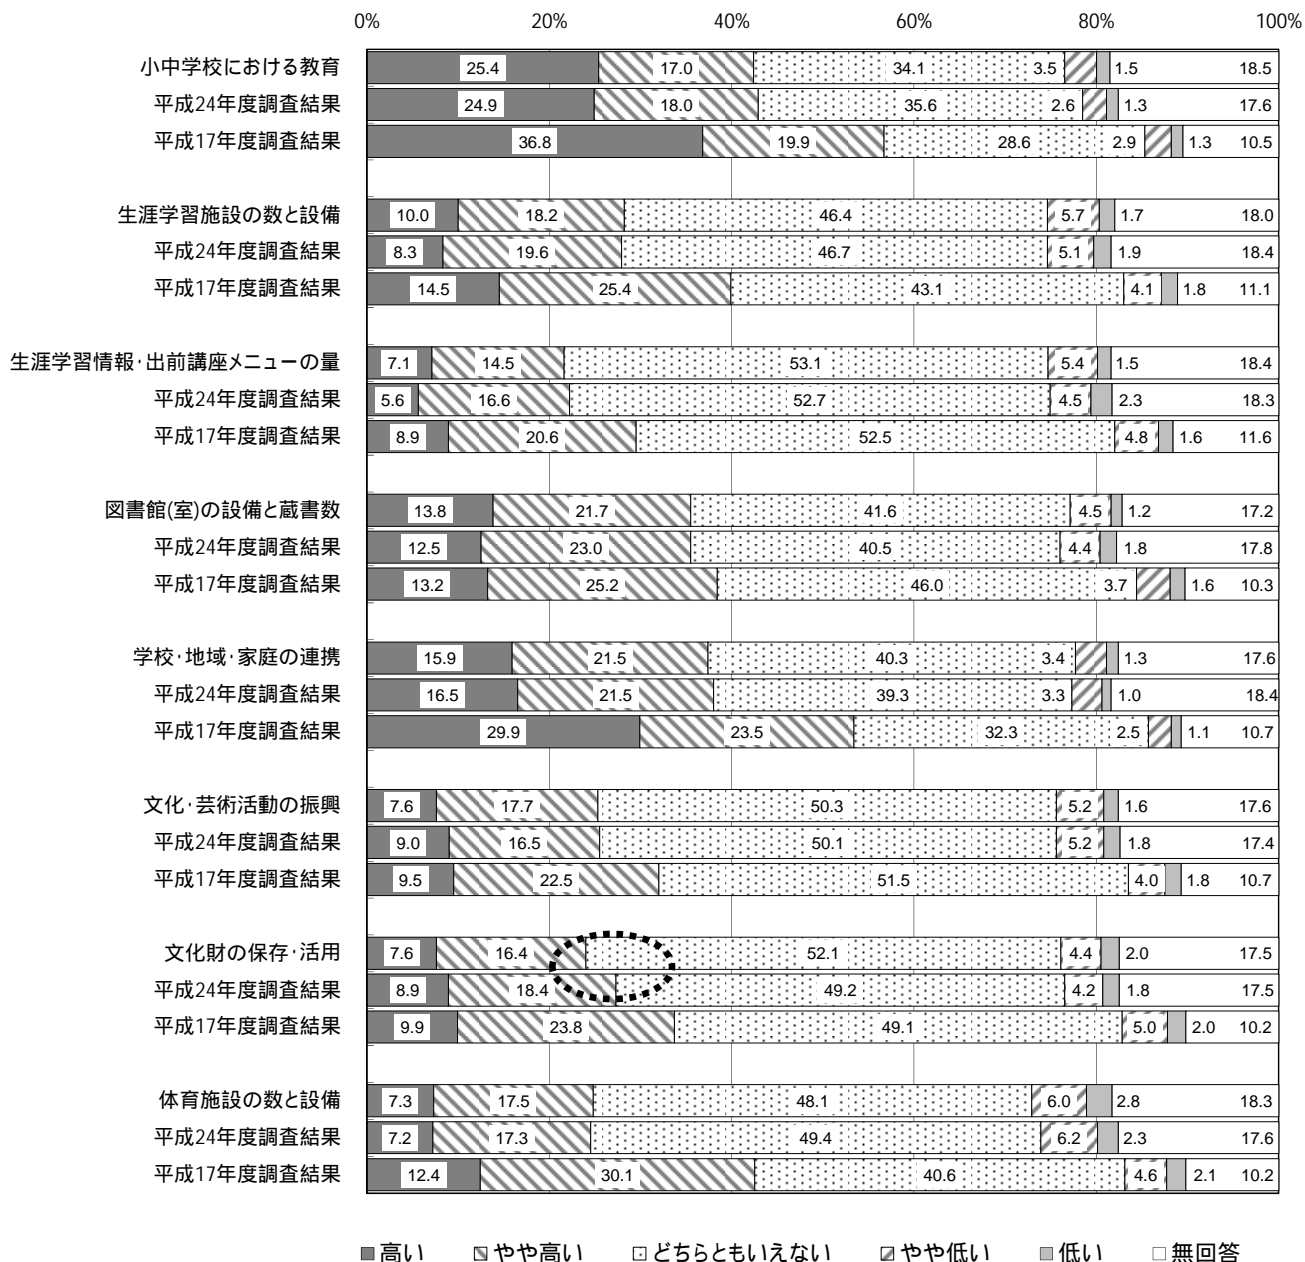 0% 20% 40% 60% 80% 100%
小中学校における教育 25.4 17.0 34.1 3.5 1.5 18.5
平成24年度調査結果 24.9 18.0 35.6 2.6 1.3 17.6
平成17年度調査結果 36.8 19.9 28.6 2.9 1.3 10.5
生涯学習施設の数と設備 10.0 18.2 46.4 5.7 1.7 18.0
平成24年度調査結果 8.3 19.6 46.7 5.1 1.9 18.4
平成17年度調査結果 14.5 25.4 43.1 4.1 1.8 11.1
生涯学習情報･出前講座メニューの量 7.1 14.5 53.1 5.4 1.5 18.4
平成24年度調査結果 5.6 16.6 52.7 4.5 2.3 18.3
平成17年度調査結果 8.9 20.6 52.5 4.8 1.6 11.6
図書館(室)の設備と蔵書数 13.8 21.7 41.6 4.5 1.2 17.2
平成24年度調査結果 12.5 23.0 40.5 4.4 1.8 17.8
平成17年度調査結果 13.2 25.2 46.0 3.7 1.6 10.3
学校･地域･家庭の連携 15.9 21.5 40.3 3.4 1.3 17.6
平成24年度調査結果 16.5 21.5 39.3 3.3 1.0 18.4
平成17年度調査結果 29.9 23.5 32.3 2.5 1.1 10.7
文化･芸術活動の振興 7.6 17.7 50.3 5.2 1.6 17.6
平成24年度調査結果 9.0 16.5 50.1 5.2 1.8 17.4
平成17年度調査結果 9.5 22.5 51.5 4.0 1.8 10.7
文化財の保存･活用 7.6 16.4 52.1 4.4 2.0 17.5
平成24年度調査結果 8.9 18.4 49.2 4.2 1.8 17.5
平成17年度調査結果 9.9 23.8 49.1 5.0 2.0 10.2
体育施設の数と設備 7.3 17.5 48.1 6.0 2.8 18.3
平成24年度調査結果 7.2 17.3 49.4 6.2 2.3 17.6
平成17年度調査結果 12.4 30.1 40.6 4.6 2.1 10.2
高い やや高い どちらともいえない やや低い 低い 無回答